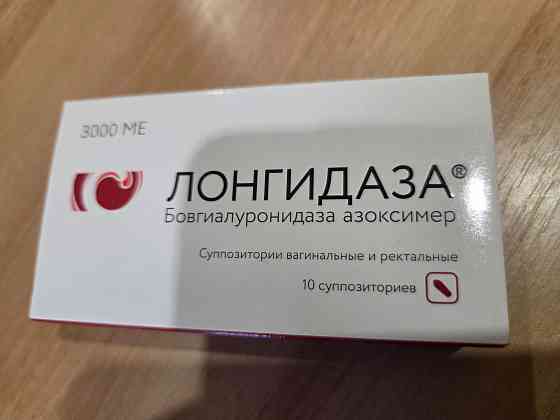 3000 МЕ
ЛОНГИДАЗА®
Бовгиалуронидаза азоксимер
Суппозитории вагинальные и ректальные
10 суппозиториев